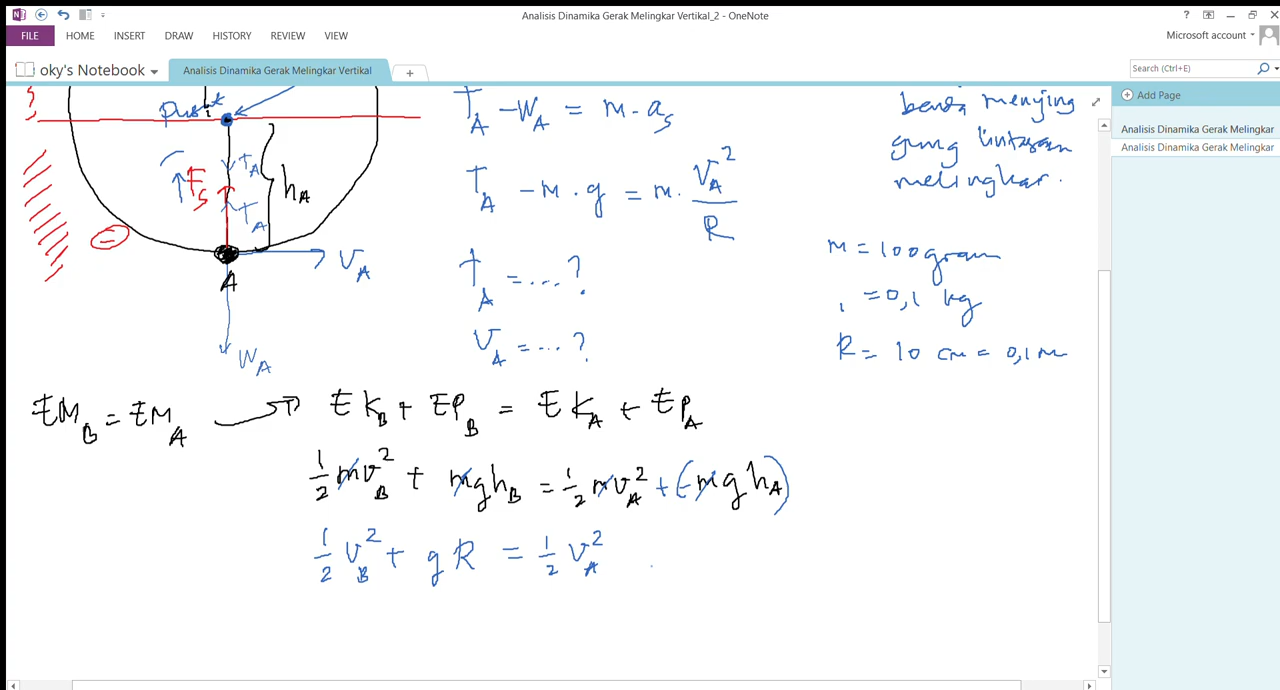 Analisis Dinamika Gerak Melingkar Vertikal_2 - OneNote
FILE HOME INSERT DRAW HISTORY REVIEW VIEW
Microsoft account
oky's Notebook
Analisis Dinamika Gerak Melingkar Vertikal
Search (Ctrl+E)
Add Page
Analisis Dinamika Gerak Melingkar
Analisis Dinamika Gerak Melingkar
Pusat
T_A
F_s
h_A
T_A
V_A
A
W_A
T_A - W_A = m . a_s
T_A - m . g = m . V_A^2 / R
T_A = ... ?
V_A = ... ?
benda menying
gung lintasan
melingkar.
m = 100 gram
= 0,1 kg
R = 10 cm = 0,1 m
EM_B = EM_A
EK_B + EP_B = EK_A + EP_A
1/2 mv_B^2 + mgh_B = 1/2 mv_A^2 + (-mgh_A)
1/2 v_B^2 + gR = 1/2 v_A^2